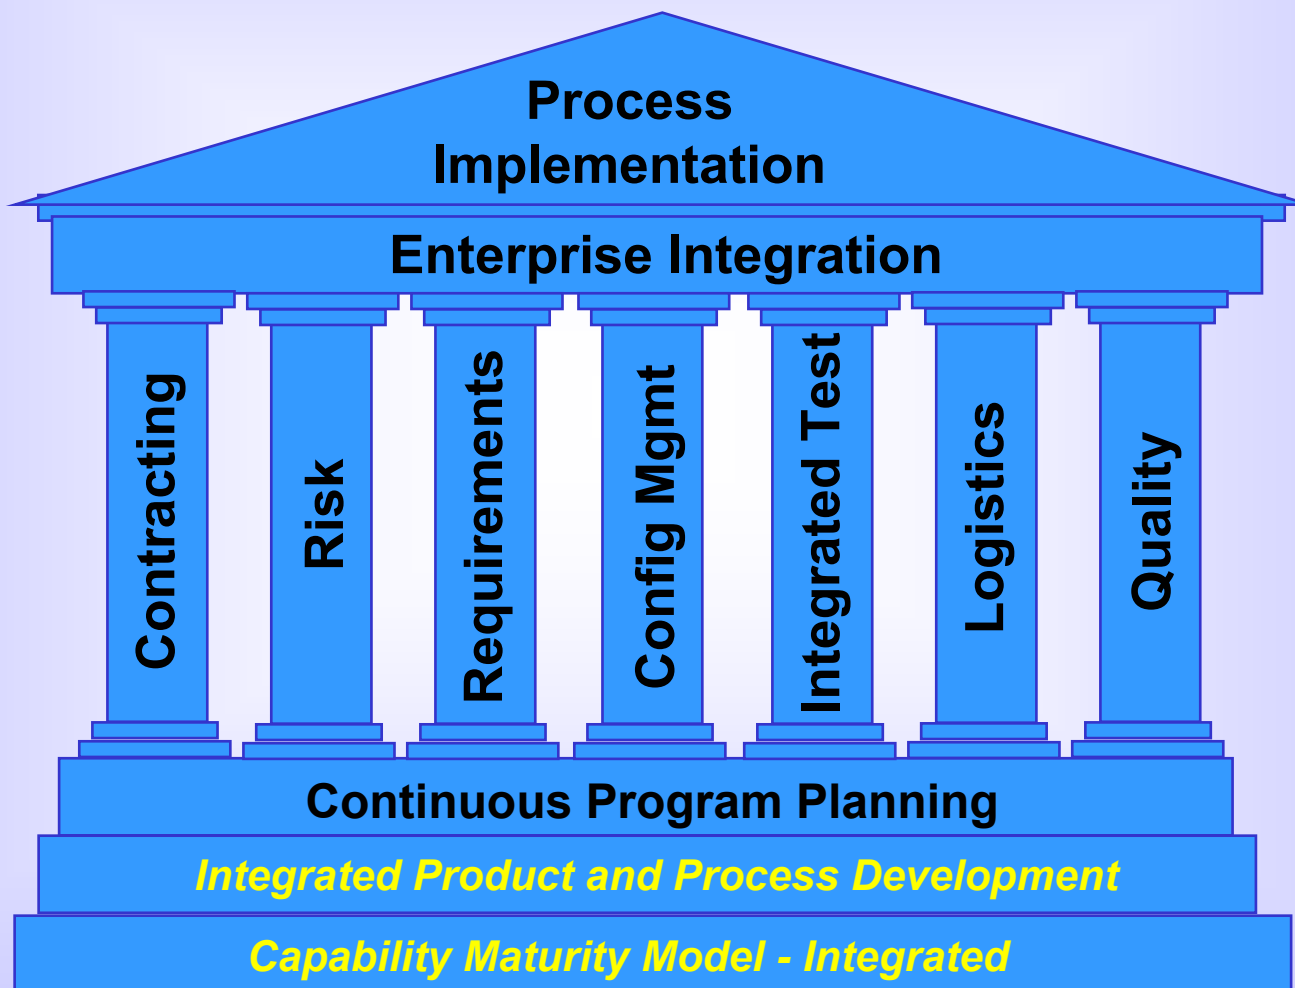 Process
Implementation
Enterprise Integration
Contracting
Risk
Requirements
Config Mgmt
Integrated Test
Logistics
Quality
Continuous Program Planning
Integrated Product and Process Development
Capability Maturity Model - Integrated